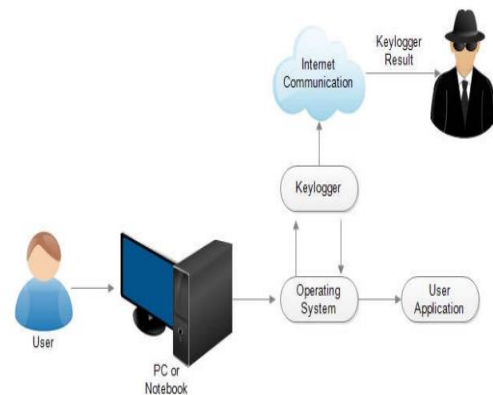 Internet
Communication
Keylogger
Result
Keylogger
User
PC or
Notebook
Operating
System
User
Application